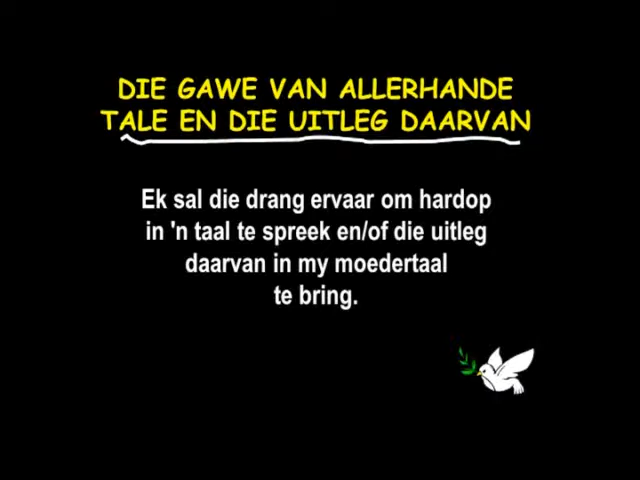 DIE GAWE VAN ALLERHANDE
TALE EN DIE UITLEG DAARVAN
Ek sal die drang ervaar om hardop
in 'n taal te spreek en/of die uitleg
daarvan in my moedertaal
te bring.